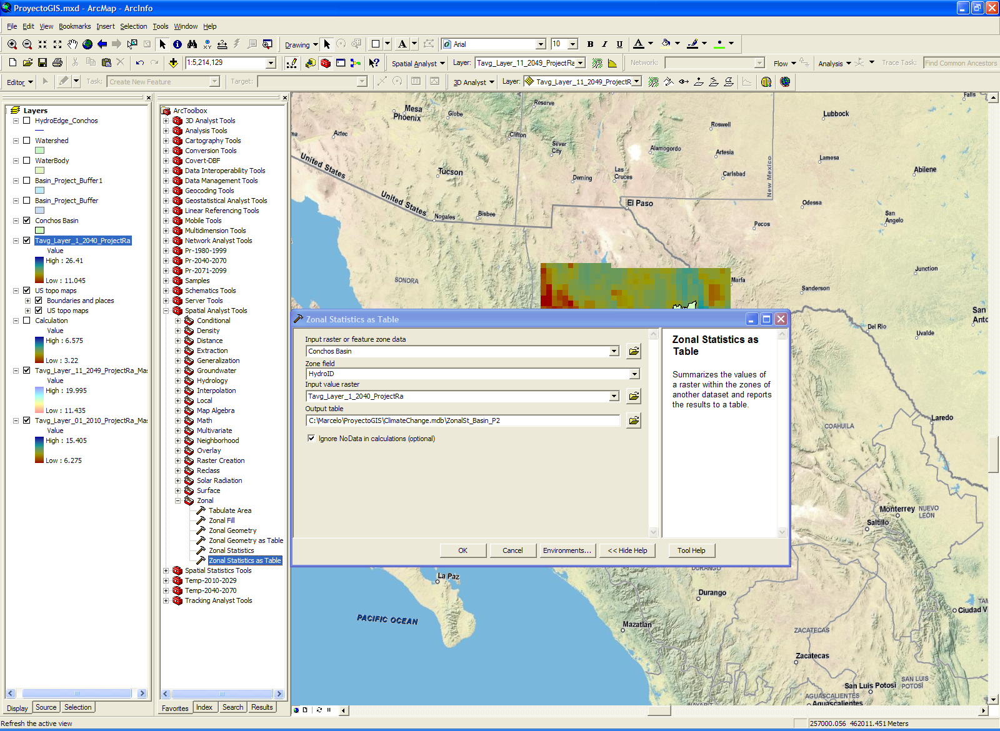 ProyectoGIS.mxd - ArcMap - ArcInfo
File Edit View Bookmarks Insert Selection Tools Window Help
Drawing A Arial 10 B I U A
1:5,214,129 Spatial Analyst Layer: Tavg_Layer_11_2049_ProjectRa Network: Flow Analysis Trace Task: Find Common Ancestors
Editor Task: Create New Feature Target: 3D Analyst Layer: Tavg_Layer_11_2049_ProjectR
Layers
HydroEdge_Conchos
Watershed
WaterBody
Basin_Project_Buffer1
Basin_Project_Buffer
Conchos Basin
Tavg_Layer_1_2040_ProjectRa
Value
High : 26.41
Low : 11.045
US topo maps
Boundaries and places
US topo maps
Calculation
Value
High : 6.575
Low : 3.22
Tavg_Layer_11_2049_ProjectRa_Mas
Value
High : 19.995
Low : 11.435
Tavg_Layer_01_2010_ProjectRa_Mas
Value
High : 15.405
Low : 6.275
Display Source Selection
ArcToolbox
3D Analyst Tools
Analysis Tools
Cartography Tools
Conversion Tools
Covert-DBF
Data Interoperability Tools
Data Management Tools
Geocoding Tools
Geostatistical Analyst Tools
Linear Referencing Tools
Mobile Tools
Multidimension Tools
Network Analyst Tools
Pr-1980-1999
Pr-2040-2070
Pr-2071-2099
Samples
Schematics Tools
Server Tools
Spatial Analyst Tools
Conditional
Density
Distance
Extraction
Generalization
Groundwater
Hydrology
Interpolation
Local
Map Algebra
Math
Multivariate
Neighborhood
Overlay
Raster Creation
Reclass
Solar Radiation
Surface
Zonal
Tabulate Area
Zonal Fill
Zonal Geometry
Zonal Geometry as Table
Zonal Statistics
Zonal Statistics as Table
Spatial Statistics Tools
Temp-2010-2029
Temp-2040-2070
Tracking Analyst Tools
Favorites Index Search Results
Falls
Reserve
Mesa
Phoenix
Globe
Lubbock
Roswell
Aztec
Clifton
Silver
City
Alamogordo
Artesia
Lamesa
United States
Tucson
Las
Cruces
Deming
Carlsbad
Abilene
New Mexico
United States
El Paso
Odessa
Nogales
Bisbee
San
Angelo
Pecos
SONORA
Marfa
Junction
Sanderson
San
Anto
Del Rio
Uvalde
Zonal Statistics as Table
Input raster or feature zone data
Conchos Basin
Zone field
HydroID
Input value raster
Tavg_Layer_1_2040_ProjectRa
Output table
C:\Marcelo\ProyectoGIS\ClimateChange.mdb\ZonalSt_Basin_P2
Ignore NoData in calculations (optional)
OK Cancel Environments... << Hide Help Tool Help
Zonal Statistics as
Table
Summarizes the values of
a raster within the zones of
another dataset and reports
the results to a table.
Laredo
COAHUILA
Monterrey
NUEVO
LEÓN
Saltillo
DURANGO
La Paz
Durango
TAM
Ciudad V
PACIFIC OCEAN
Mazatlan
ZACATECAS
Zacatecas
SAN LUIS
POTOSÍ
San Luis Potosi
AGUASCALIENTES
Aguascalientes
NAYARIT
Refresh the active view
257000.056 462011.451 Meters